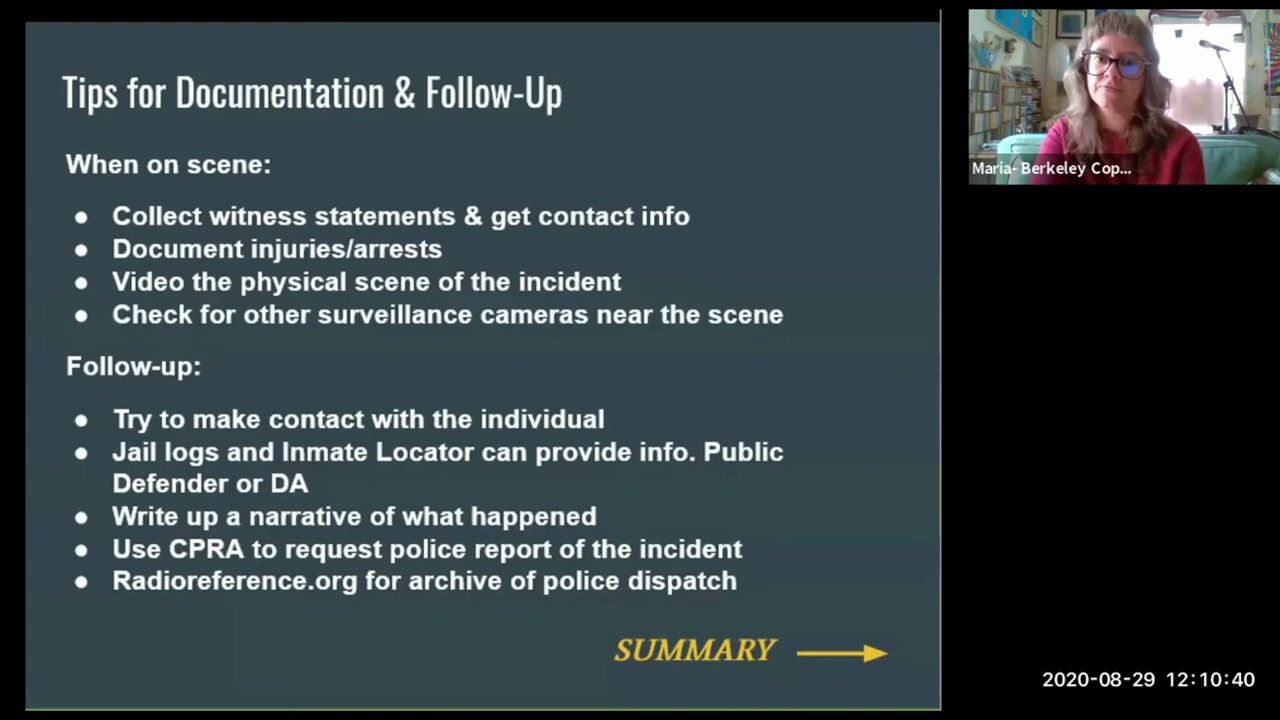 Tips for Documentation & Follow-Up
When on scene:
● Collect witness statements & get contact info
● Document injuries/arrests
● Video the physical scene of the incident
● Check for other surveillance cameras near the scene
Follow-up:
● Try to make contact with the individual
● Jail logs and Inmate Locator can provide info. Public
Defender or DA
● Write up a narrative of what happened
● Use CPRA to request police report of the incident
● Radioreference.org for archive of police dispatch
SUMMARY
Maria- Berkeley Cop...
2020-08-29 12:10:40